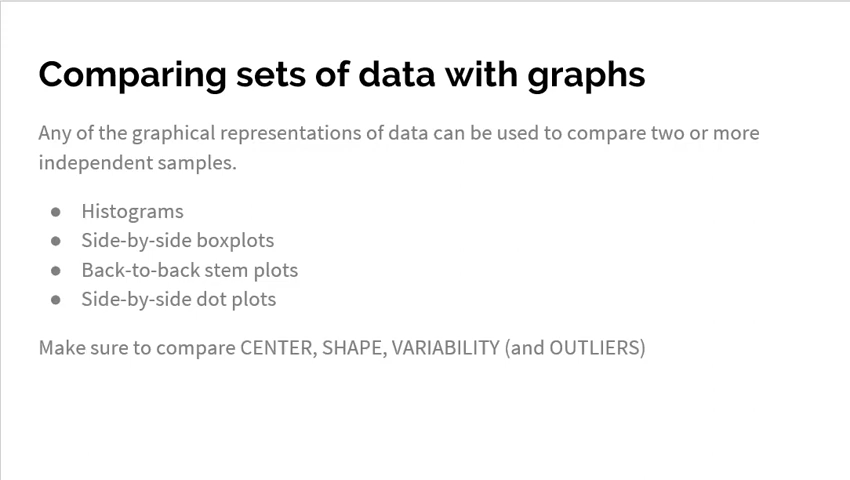 Comparing sets of data with graphs
Any of the graphical representations of data can be used to compare two or more
independent samples.
● Histograms
● Side-by-side boxplots
● Back-to-back stem plots
● Side-by-side dot plots
Make sure to compare CENTER, SHAPE, VARIABILITY (and OUTLIERS)